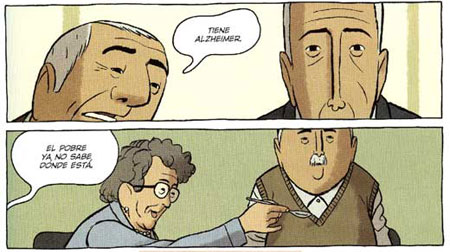 TIENE
ALZHEIMER.
EL POBRE
YA NO SABE
DONDE ESTÁ.